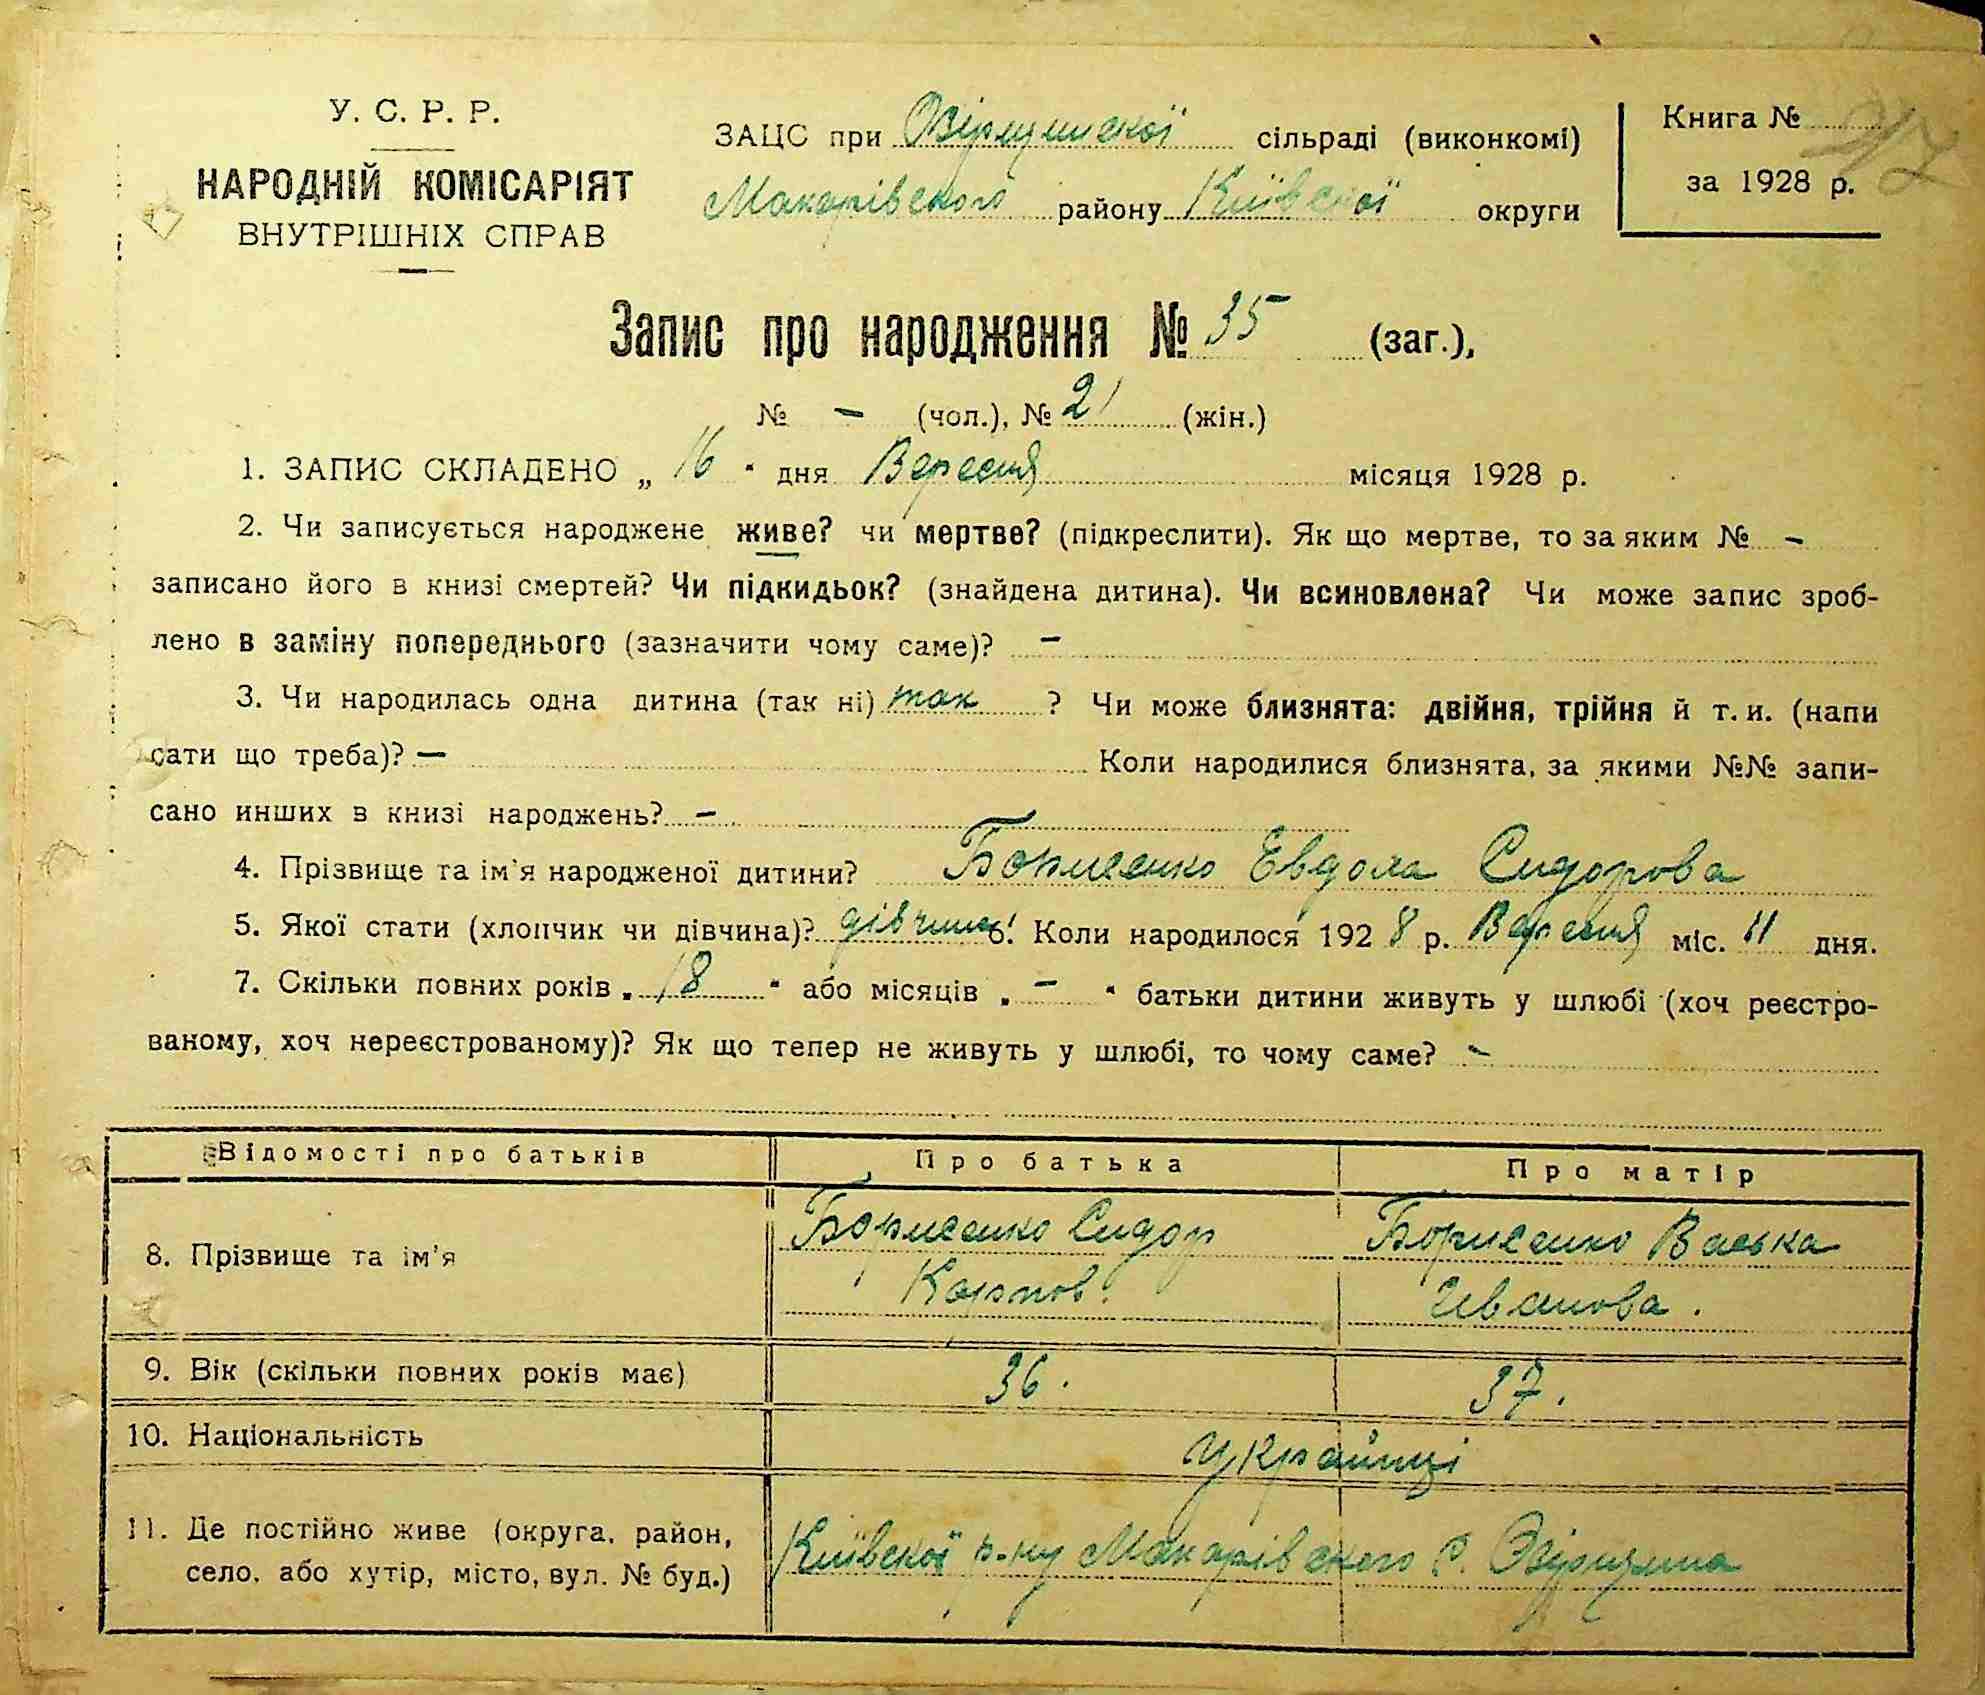 У. С. Р. Р.
НАРОДНІЙ КОМІСАРІЯТ
ВНУТРІШНІХ СПРАВ
ЗАЦС при сільраді (виконкомі)
Макарівского району Київскої округи
Книга № 17
за 1928 р.
Запис про народження № 35 (заг.),
№ – (чол.), № 21 (жін.)
1. ЗАПИС СКЛАДЕНО „ 16 “ дня Вересня місяця 1928 р.
2. Чи записується народжене живе? чи мертве? (підкреслити). Як що мертве, то за яким № –
записано його в книзі смертей? Чи підкидьок? (знайдена дитина). Чи всиновлена? Чи може запис зроб-
лено в заміну попереднього (зазначити чому саме)? –
3. Чи народилась одна дитина (так ні) так ? Чи може близнята: двійня, трійня й т. и. (напи
сати що треба)? – Коли народилися близнята, за якими №№ запи-
сано инших в книзі народжень? –
4. Прізвище та ім'я народженої дитини? Борисенко Евдока Сидорова
5. Якої стати (хлопчик чи дівчина)? дівчина 6. Коли народилося 1928 р. Вересня міс. 11 дня.
7. Скільки повних років „ 18 “ або місяців „ – “ батьки дитини живуть у шлюбі (хоч реєстро-
ваному, хоч нереєстрованому)? Як що тепер не живуть у шлюбі, то чому саме? –
Відомості про батьків Про батька Про матір
8. Прізвище та ім'я
Борисенко Сидор
Карпов.
Борисенко Васька
Иванова.
9. Вік (скільки повних років має) 36. 37.
10. Національність Українці
11. Де постійно живе (округа, район,
село, або хутір, місто, вул. № буд.)
Київскої р-ну Макарівского с.